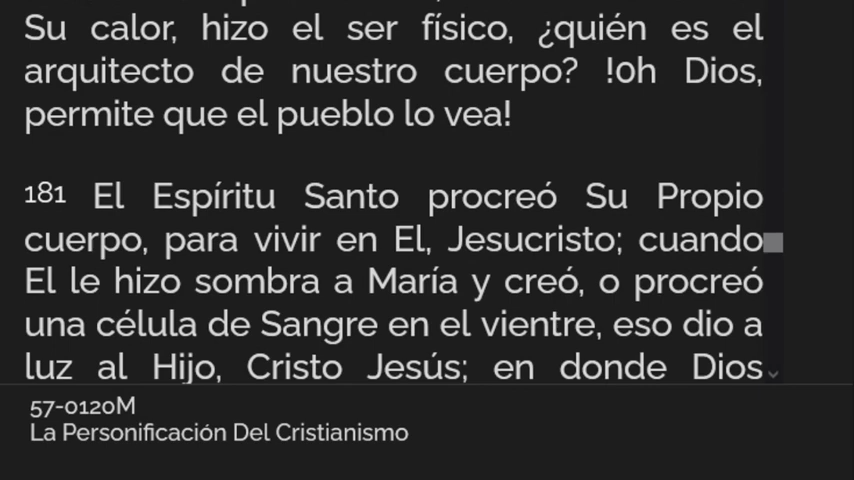 Su calor, hizo el ser físico, ¿quién es el
arquitecto de nuestro cuerpo? !0h Dios,
permite que el pueblo lo vea!
181 El Espíritu Santo procreó Su Propio
cuerpo, para vivir en El, Jesucristo; cuando
El le hizo sombra a María y creó, o procreó
una célula de Sangre en el vientre, eso dio a
luz al Hijo, Cristo Jesús; en donde Dios
57-0120M
La Personificación Del Cristianismo